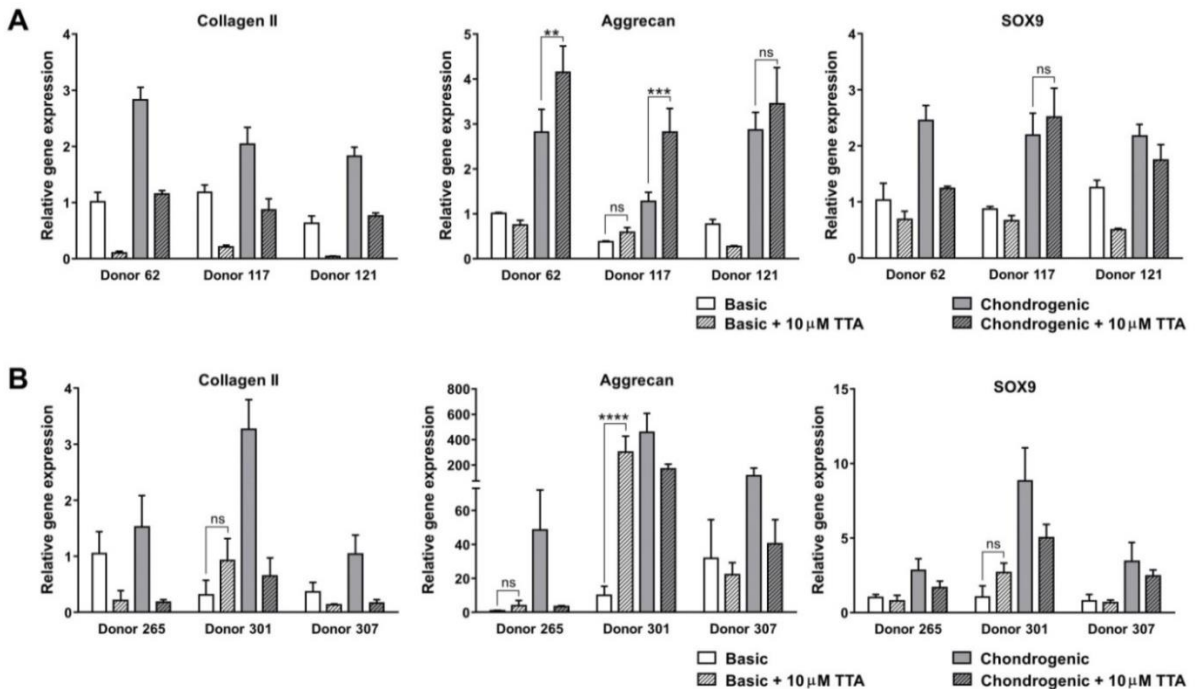 A
Collagen II
Relative gene expression
4
3
2
1
0
Donor 62 Donor 117 Donor 121
Aggrecan
Relative gene expression
5
4
3
2
1
0
**
ns
***
ns
Donor 62 Donor 117 Donor 121
SOX9
Relative gene expression
4
3
2
1
0
ns
Donor 62 Donor 117 Donor 121
Basic
Basic + 10 μM TTA
Chondrogenic
Chondrogenic + 10 μM TTA
B
Collagen II
Relative gene expression
4
3
2
1
0
ns
Donor 265 Donor 301 Donor 307
Aggrecan
Relative gene expression
800
600
400
200
60
40
20
0
ns
****
Donor 265 Donor 301 Donor 307
SOX9
Relative gene expression
15
10
5
0
ns
Donor 265 Donor 301 Donor 307
Basic
Basic + 10 μM TTA
Chondrogenic
Chondrogenic + 10 μM TTA